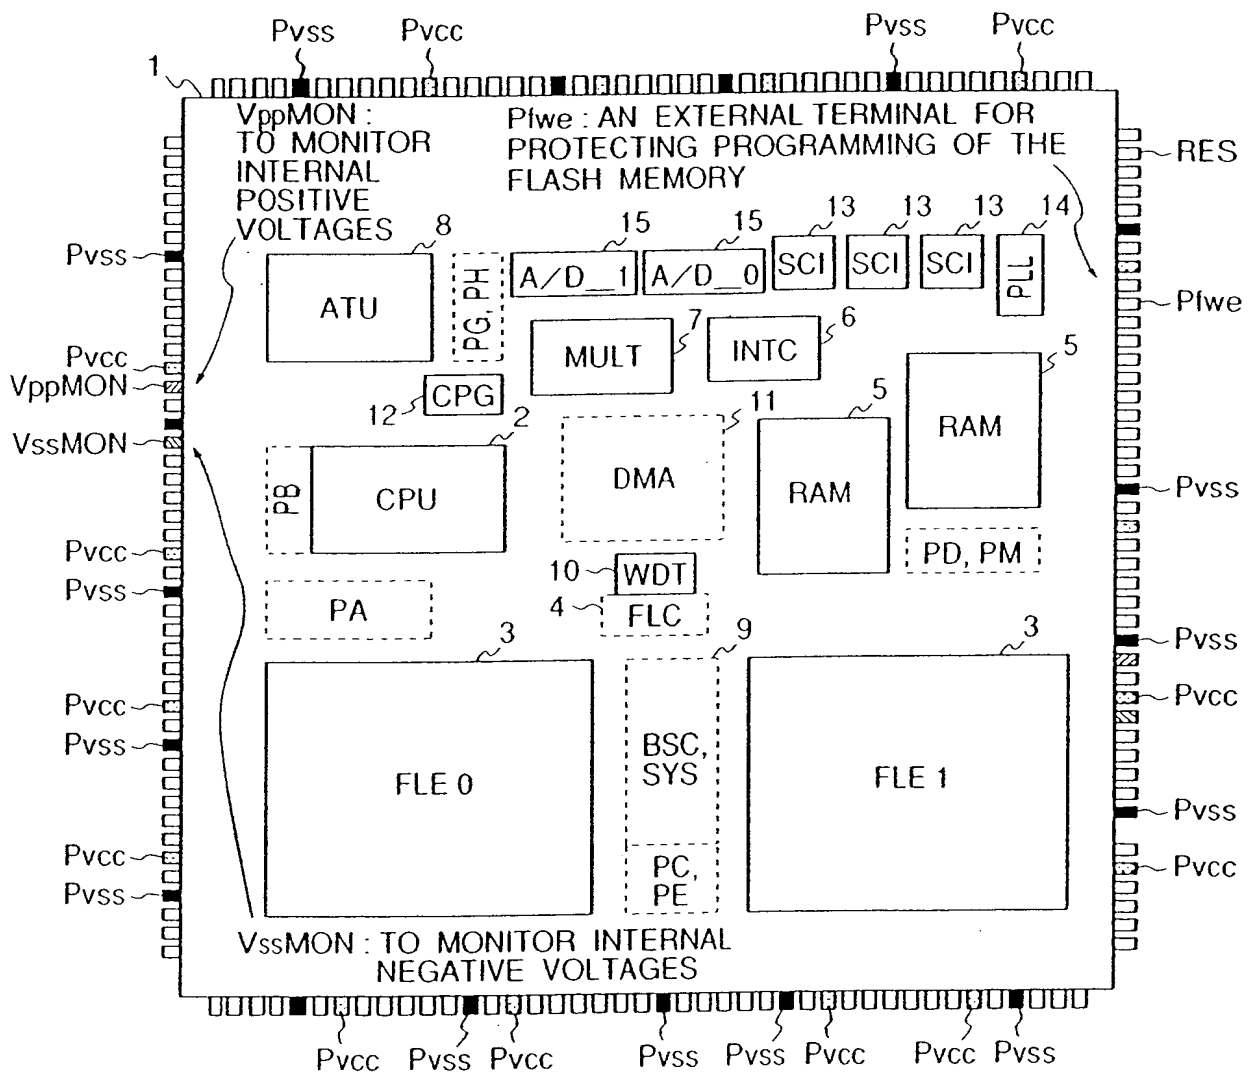 Pvss Pvcc Pvss Pvcc
1
VppMON :
TO MONITOR
INTERNAL
POSITIVE
VOLTAGES
Pfwe : AN EXTERNAL TERMINAL FOR
PROTECTING PROGRAMMING OF THE
FLASH MEMORY
RES
Pvss
8
15
15
13
13
13
14
ATU
PG, PH
A/D__1
A/D__0
SCI
SCI
SCI
PLL
Pfwe
7
6
5
MULT
INTC
Pvcc
VppMON
VssMON
12
CPG
2
11
5
RAM
PB
CPU
DMA
RAM
Pvss
Pvcc
Pvss
10
WDT
PD, PM
PA
4
FLC
3
9
3
Pvss
Pvcc
Pvcc
Pvss
FLE 0
BSC,
SYS
FLE 1
Pvss
Pvcc
Pvss
PC,
PE
Pvcc
VssMON : TO MONITOR INTERNAL
NEGATIVE VOLTAGES
Pvcc Pvss Pvcc Pvss Pvss Pvcc Pvcc Pvss